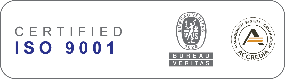 CERTIFIED
ISO 9001
BUREAU
VERITAS